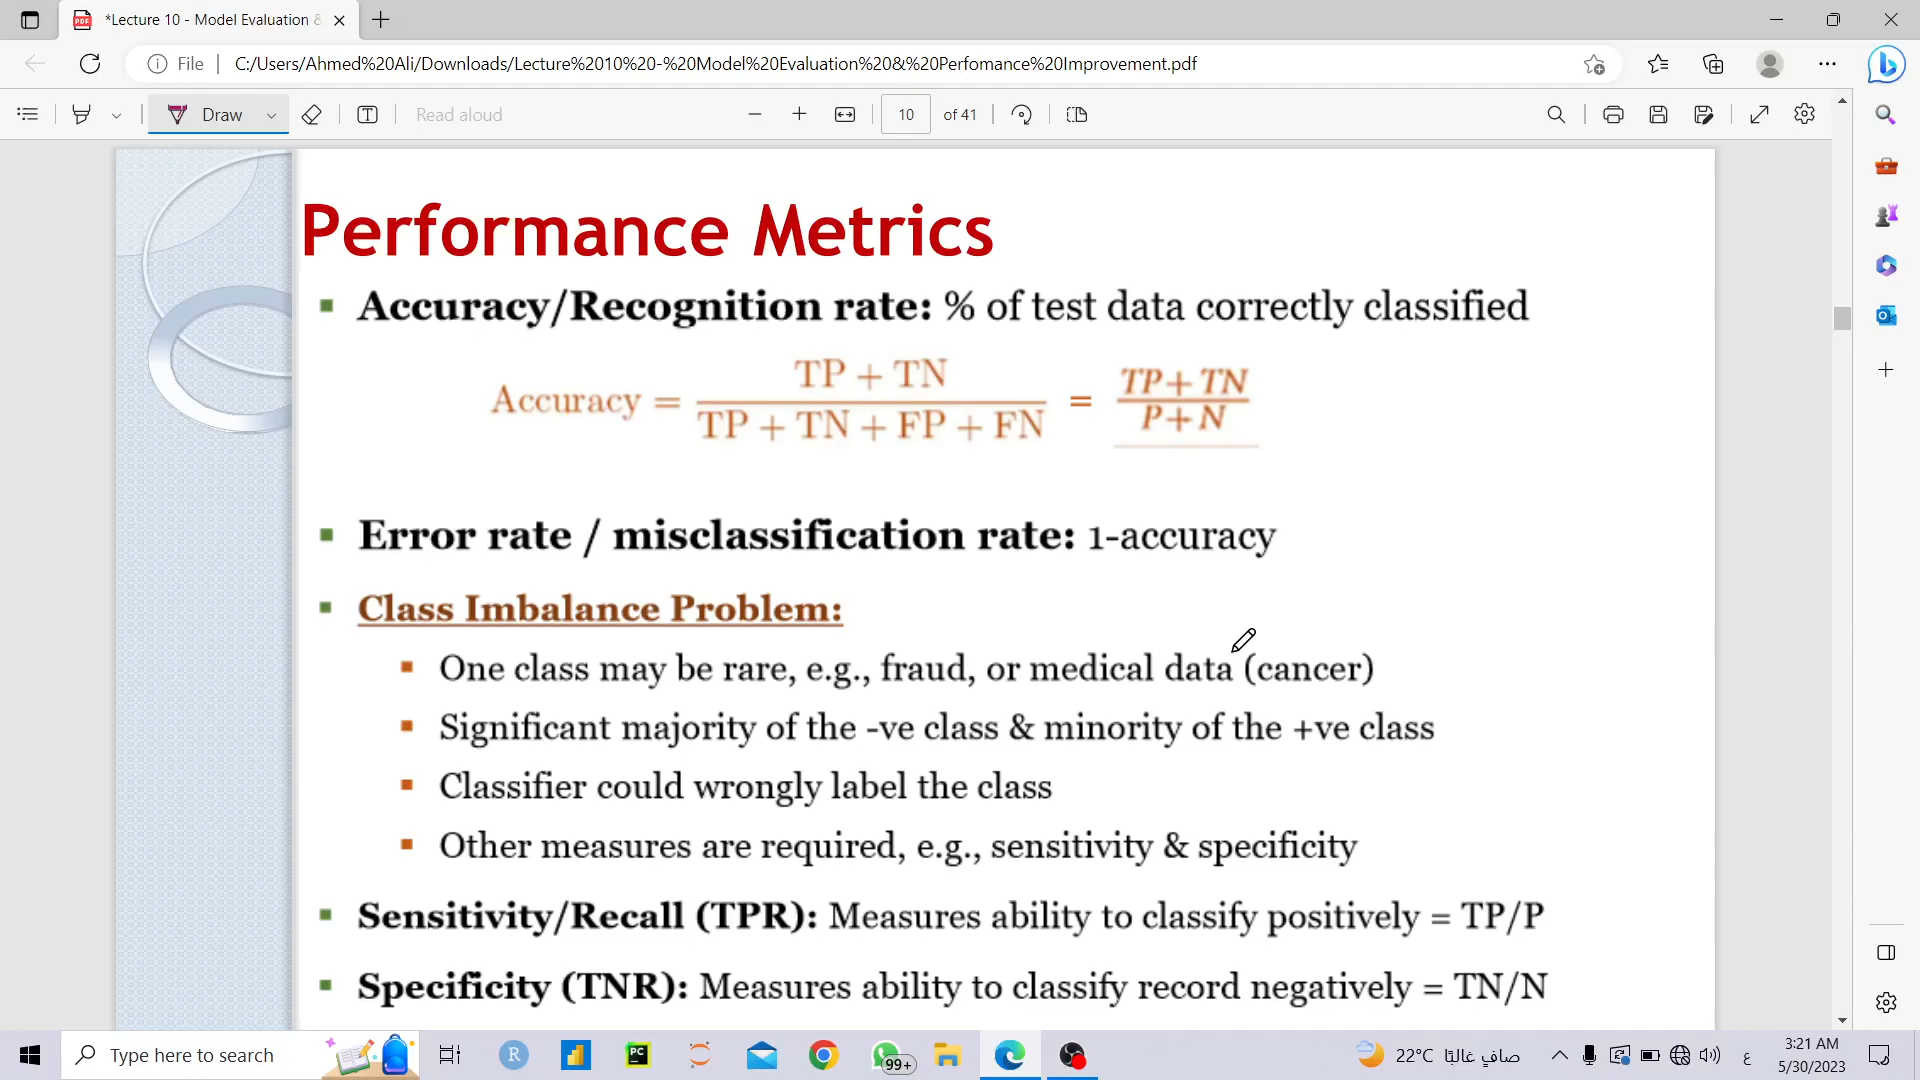 *Lecture 10 - Model Evaluation &
File
C:/Users/Ahmed%20Ali/Downloads/Lecture%2010%20-%20Model%20Evaluation%20&%20Perfomance%20Improvement.pdf
Draw
Read aloud
10 of 41
Performance Metrics
Accuracy/Recognition rate: % of test data correctly classified
Accuracy = (TP + TN) / (TP + TN + FP + FN) = (TP + TN) / (P + N)
Error rate / misclassification rate: 1-accuracy
Class Imbalance Problem:
One class may be rare, e.g., fraud, or medical data (cancer)
Significant majority of the -ve class & minority of the +ve class
Classifier could wrongly label the class
Other measures are required, e.g., sensitivity & specificity
Sensitivity/Recall (TPR): Measures ability to classify positively = TP/P
Specificity (TNR): Measures ability to classify record negatively = TN/N
Type here to search
R
PC
99+
22°C صافٍ غالبًا
ع
3:21 AM
5/30/2023